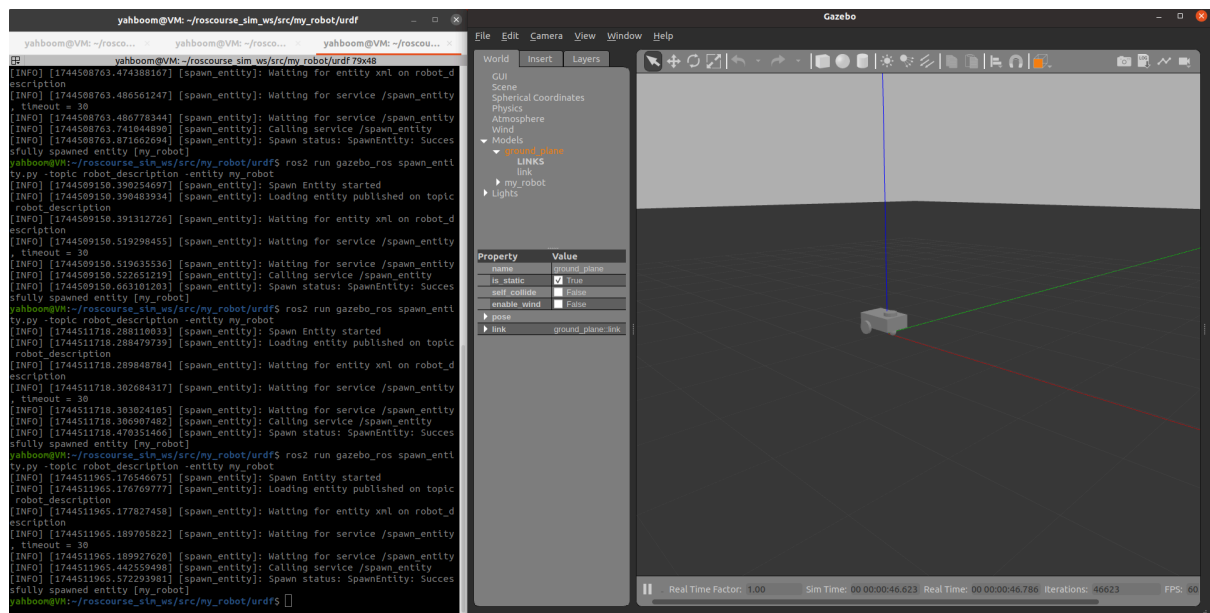 yahboom@VM: ~/roscourse_sim_ws/src/my_robot/urdf
yahboom@VM: ~/rosco...
yahboom@VM: ~/rosco...
yahboom@VM: ~/roscou...
yahboom@VM: ~/roscourse_sim_ws/src/my_robot/urdf 79x48
[INFO] [1744508763.474388167] [spawn_entity]: Waiting for entity xml on robot_d
escription
[INFO] [1744508763.486561247] [spawn_entity]: Waiting for service /spawn_entity
, timeout = 30
[INFO] [1744508763.486778344] [spawn_entity]: Waiting for service /spawn_entity
[INFO] [1744508763.741044890] [spawn_entity]: Calling service /spawn_entity
[INFO] [1744508763.871662694] [spawn_entity]: Spawn status: SpawnEntity: Succes
sfully spawned entity [my_robot]
yahboom@VM:~/roscourse_sim_ws/src/my_robot/urdf$ ros2 run gazebo_ros spawn_enti
ty.py -topic robot_description -entity my_robot
[INFO] [1744509150.390254697] [spawn_entity]: Spawn Entity started
[INFO] [1744509150.390483934] [spawn_entity]: Loading entity published on topic
 robot_description
[INFO] [1744509150.391312726] [spawn_entity]: Waiting for entity xml on robot_d
escription
[INFO] [1744509150.519298455] [spawn_entity]: Waiting for service /spawn_entity
, timeout = 30
[INFO] [1744509150.519635536] [spawn_entity]: Waiting for service /spawn_entity
[INFO] [1744509150.522651219] [spawn_entity]: Calling service /spawn_entity
[INFO] [1744509150.663101203] [spawn_entity]: Spawn status: SpawnEntity: Succes
sfully spawned entity [my_robot]
yahboom@VM:~/roscourse_sim_ws/src/my_robot/urdf$ ros2 run gazebo_ros spawn_enti
ty.py -topic robot_description -entity my_robot
[INFO] [1744511718.288110033] [spawn_entity]: Spawn Entity started
[INFO] [1744511718.288479739] [spawn_entity]: Loading entity published on topic
 robot_description
[INFO] [1744511718.289848784] [spawn_entity]: Waiting for entity xml on robot_d
escription
[INFO] [1744511718.302684317] [spawn_entity]: Waiting for service /spawn_entity
, timeout = 30
[INFO] [1744511718.303024105] [spawn_entity]: Waiting for service /spawn_entity
[INFO] [1744511718.306907482] [spawn_entity]: Calling service /spawn_entity
[INFO] [1744511718.470351466] [spawn_entity]: Spawn status: SpawnEntity: Succes
sfully spawned entity [my_robot]
yahboom@VM:~/roscourse_sim_ws/src/my_robot/urdf$ ros2 run gazebo_ros spawn_enti
ty.py -topic robot_description -entity my_robot
[INFO] [1744511965.176546675] [spawn_entity]: Spawn Entity started
[INFO] [1744511965.176769777] [spawn_entity]: Loading entity published on topic
 robot_description
[INFO] [1744511965.177827458] [spawn_entity]: Waiting for entity xml on robot_d
escription
[INFO] [1744511965.189705822] [spawn_entity]: Waiting for service /spawn_entity
, timeout = 30
[INFO] [1744511965.189927620] [spawn_entity]: Waiting for service /spawn_entity
[INFO] [1744511965.442559498] [spawn_entity]: Calling service /spawn_entity
[INFO] [1744511965.572293981] [spawn_entity]: Spawn status: SpawnEntity: Succes
sfully spawned entity [my_robot]
yahboom@VM:~/roscourse_sim_ws/src/my_robot/urdf$
Gazebo
File Edit Camera View Window Help
World Insert Layers
GUI
Scene
Spherical Coordinates
Physics
Atmosphere
Wind
Models
ground_plane
LINKS
link
my_robot
Lights
Property Value
name ground_plane
is_static True
self_collide False
enable_wind False
pose
link ground_plane::link
LOG
Real Time Factor: 1.00 Sim Time: 00 00:00:46.623 Real Time: 00 00:00:46.786 Iterations: 46623 FPS: 60